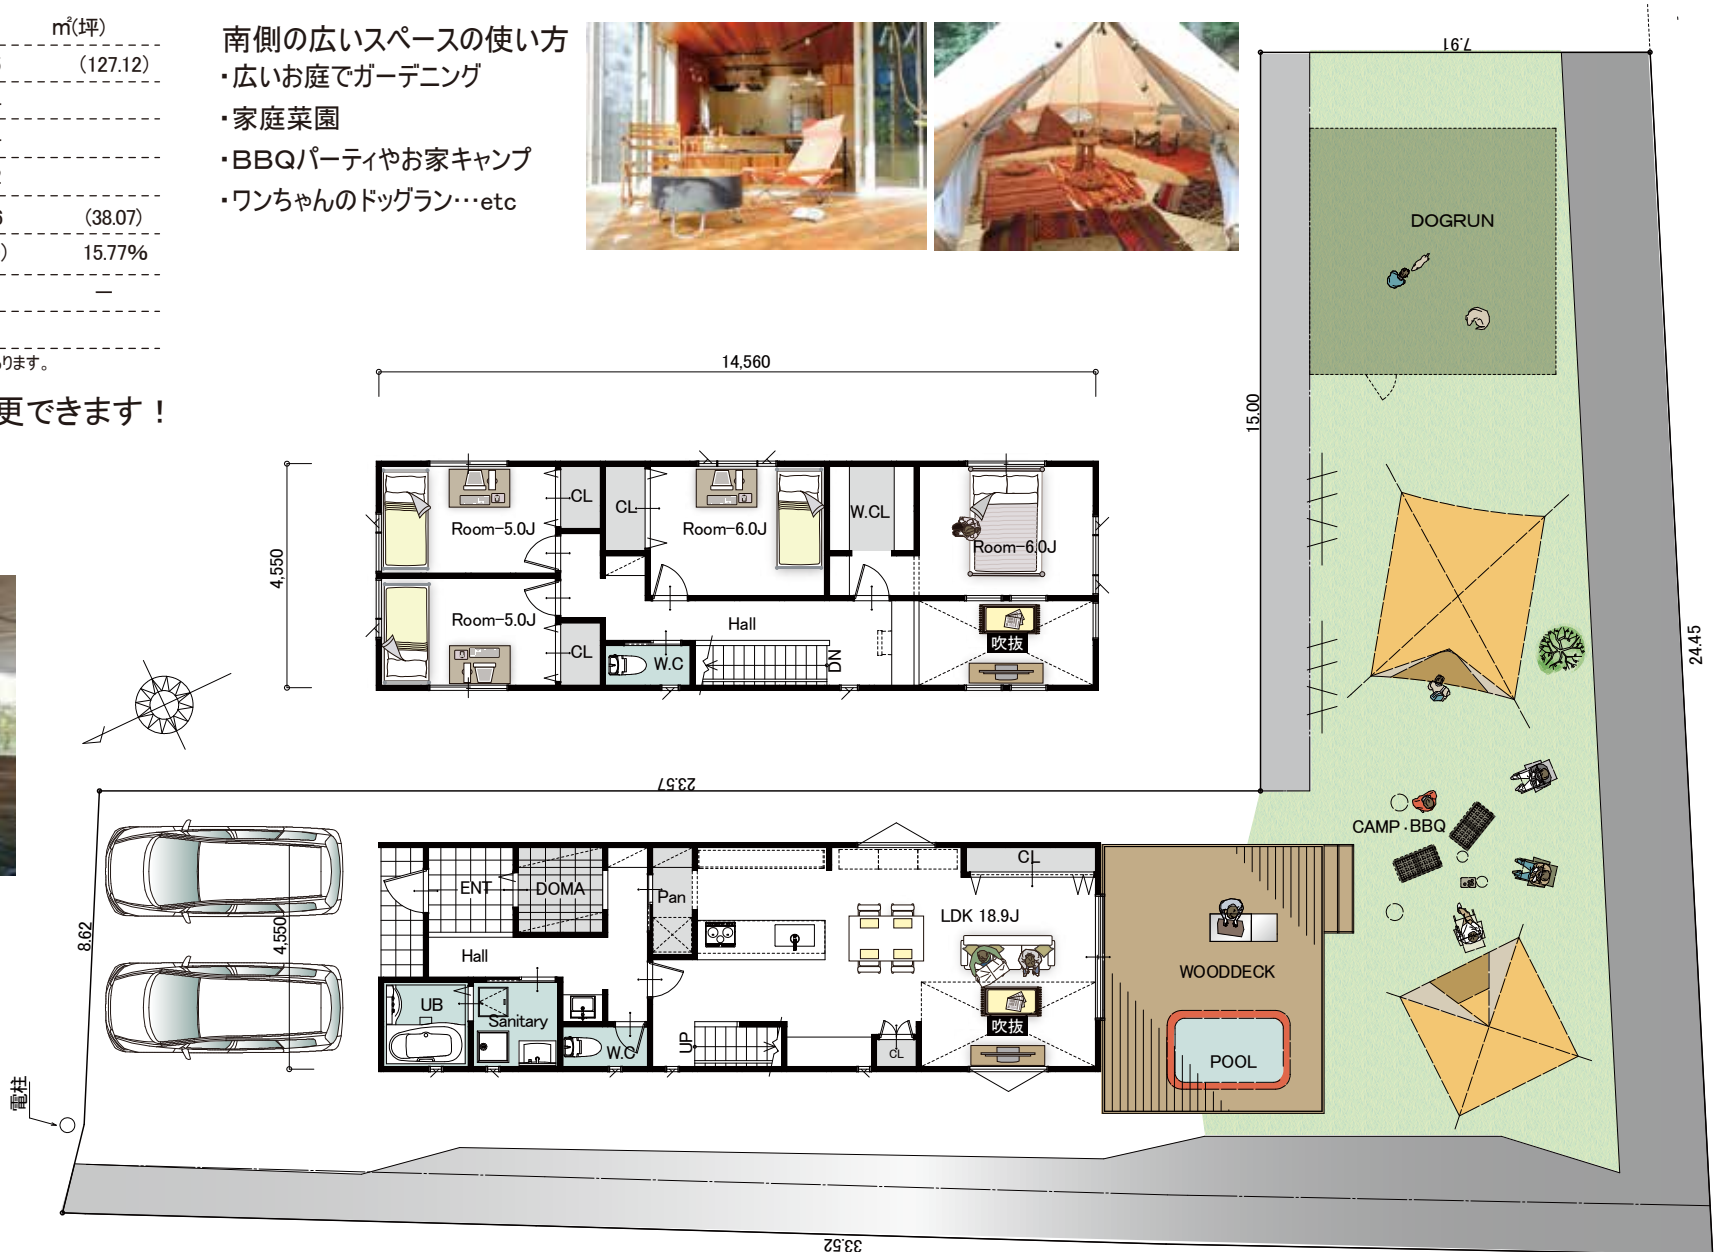 ㎡(坪)
(127.12)
(38.07)
15.77%
―
ります。
更できます！
南側の広いスペースの使い方
・広いお庭でガーデニング
・家庭菜園
・BBQパーティやお家キャンプ
・ワンちゃんのドッグラン…etc
7.91
DOGRUN
15.00
24.45
14,560
4,550
Room-5.0J
CL
CL
Room-6.0J
W.CL
Room-6.0J
Room-5.0J
CL
Hall
W.C
DN
吹抜
23.57
CAMP・BBQ
8.62
4,550
ENT
DOMA
Pan
CL
LDK 18.9J
Hall
WOODDECK
UB
Sanitary
W.C
UP
CL
吹抜
POOL
電柱
33.52